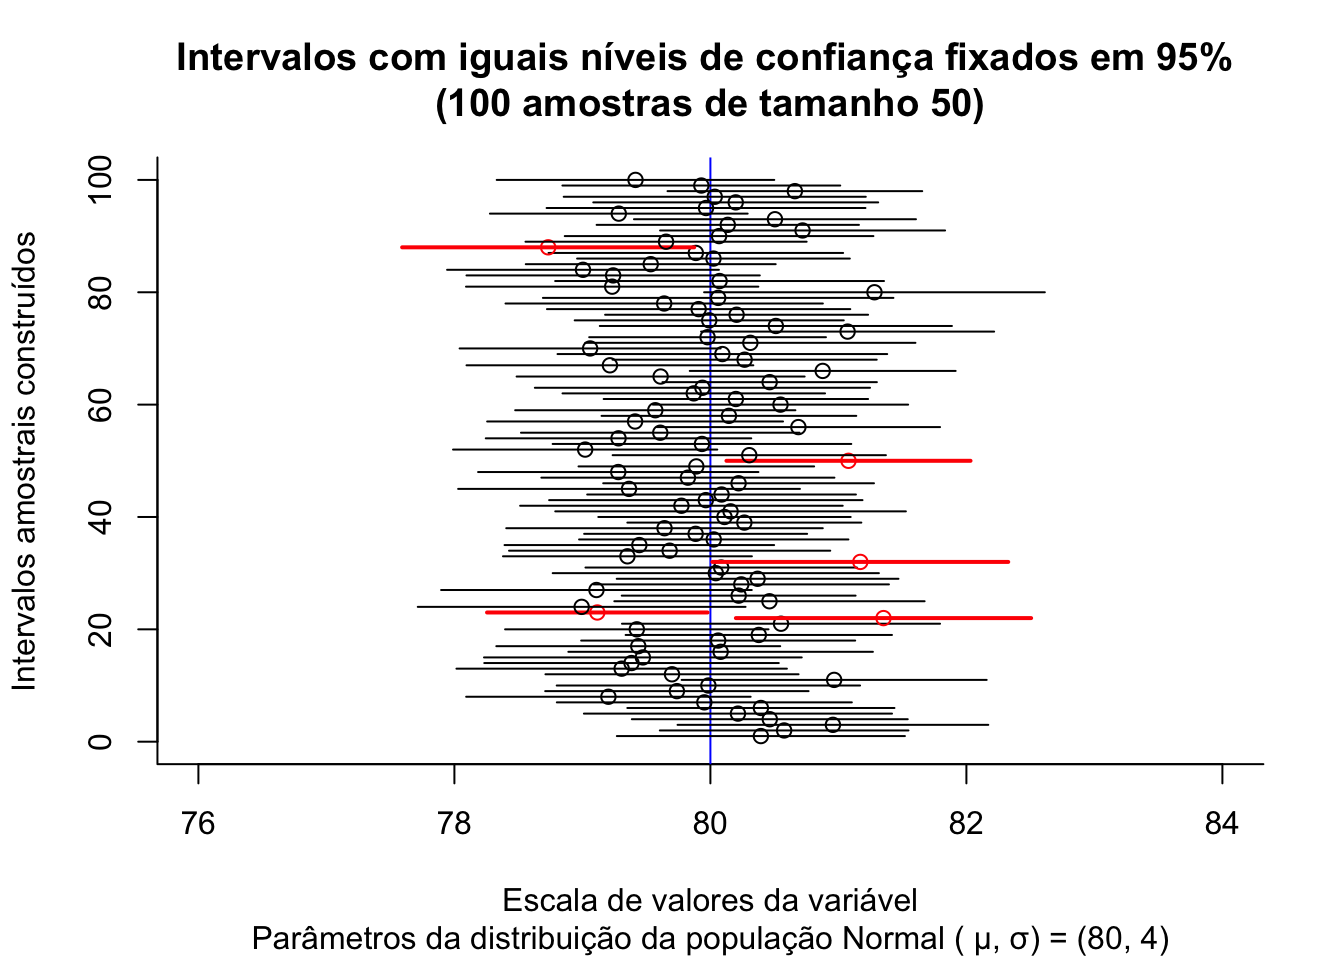 Intervalos com iguais níveis de confiança fixados em 95%
(100 amostras de tamanho 50)
Intervalos amostrais construídos
100
80
60
40
20
0
76 78 80 82 84
Escala de valores da variável
Parâmetros da distribuição da população Normal ( μ, σ) = (80, 4)